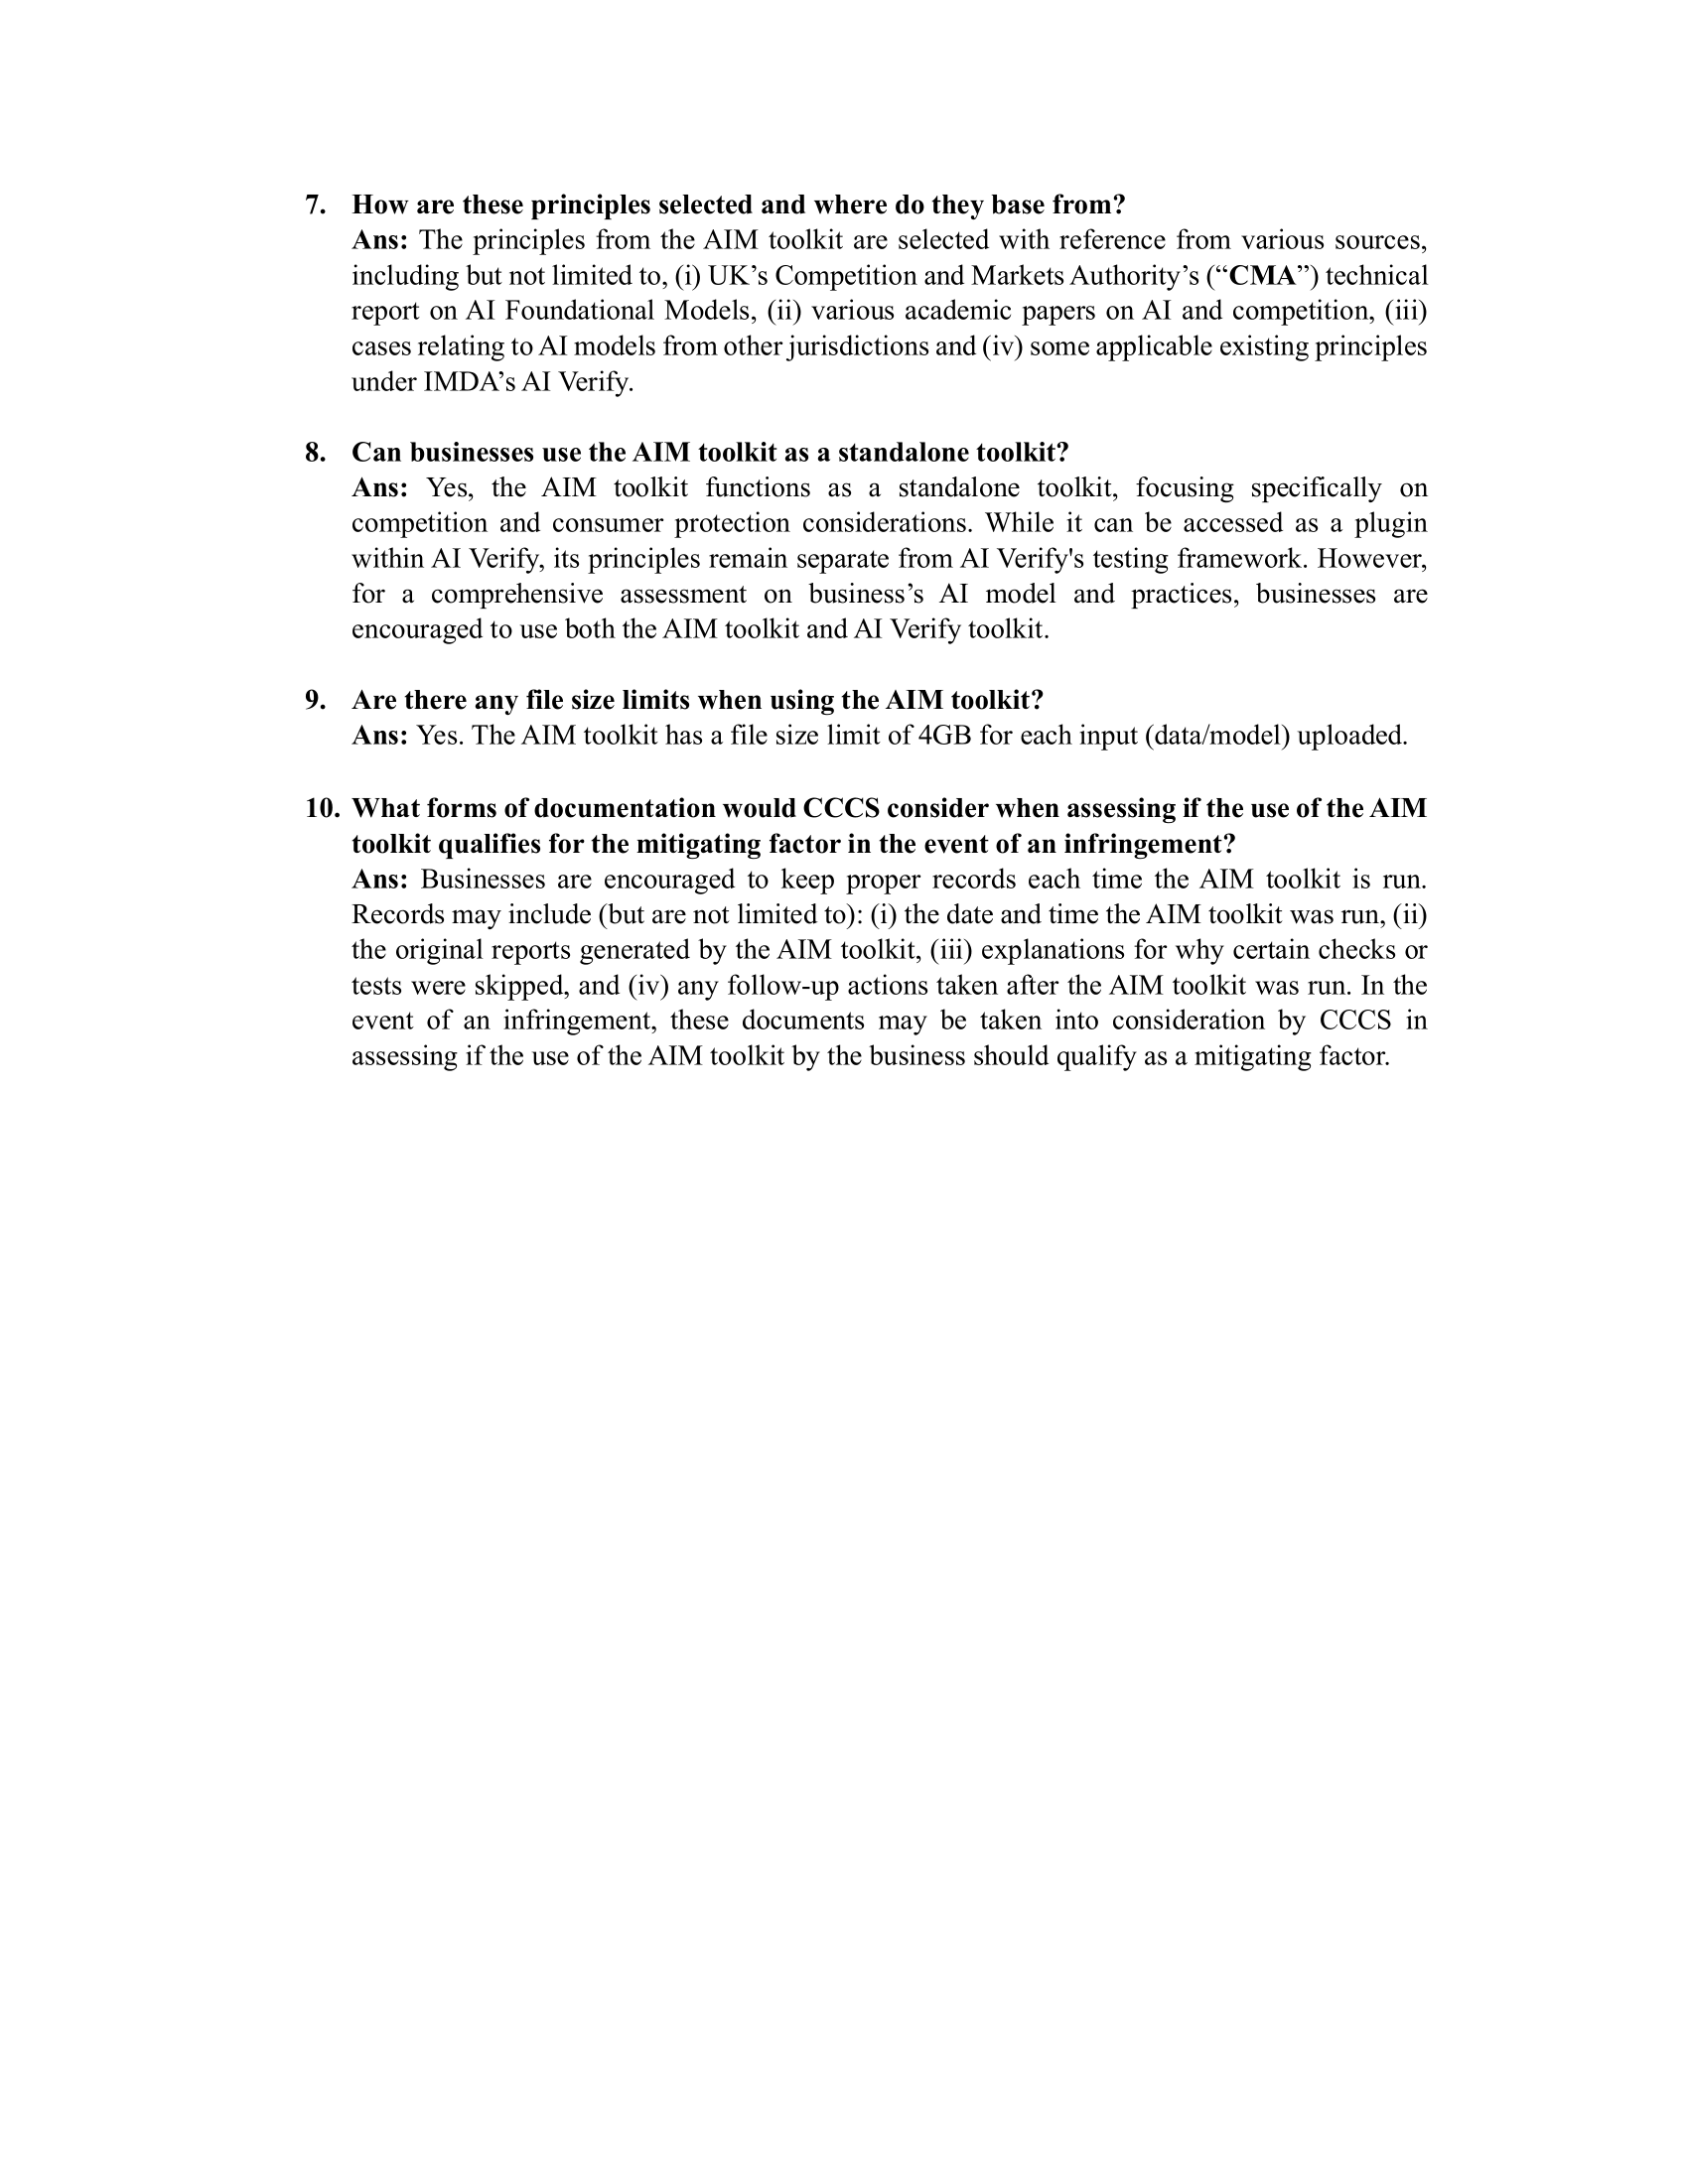 7. How are these principles selected and where do they base from?
Ans: The principles from the AIM toolkit are selected with reference from various sources,
including but not limited to, (i) UK’s Competition and Markets Authority’s (“CMA”) technical
report on AI Foundational Models, (ii) various academic papers on AI and competition, (iii)
cases relating to AI models from other jurisdictions and (iv) some applicable existing principles
under IMDA’s AI Verify.
8. Can businesses use the AIM toolkit as a standalone toolkit?
Ans: Yes, the AIM toolkit functions as a standalone toolkit, focusing specifically on
competition and consumer protection considerations. While it can be accessed as a plugin
within AI Verify, its principles remain separate from AI Verify's testing framework. However,
for a comprehensive assessment on business’s AI model and practices, businesses are
encouraged to use both the AIM toolkit and AI Verify toolkit.
9. Are there any file size limits when using the AIM toolkit?
Ans: Yes. The AIM toolkit has a file size limit of 4GB for each input (data/model) uploaded.
10. What forms of documentation would CCCS consider when assessing if the use of the AIM
toolkit qualifies for the mitigating factor in the event of an infringement?
Ans: Businesses are encouraged to keep proper records each time the AIM toolkit is run.
Records may include (but are not limited to): (i) the date and time the AIM toolkit was run, (ii)
the original reports generated by the AIM toolkit, (iii) explanations for why certain checks or
tests were skipped, and (iv) any follow-up actions taken after the AIM toolkit was run. In the
event of an infringement, these documents may be taken into consideration by CCCS in
assessing if the use of the AIM toolkit by the business should qualify as a mitigating factor.